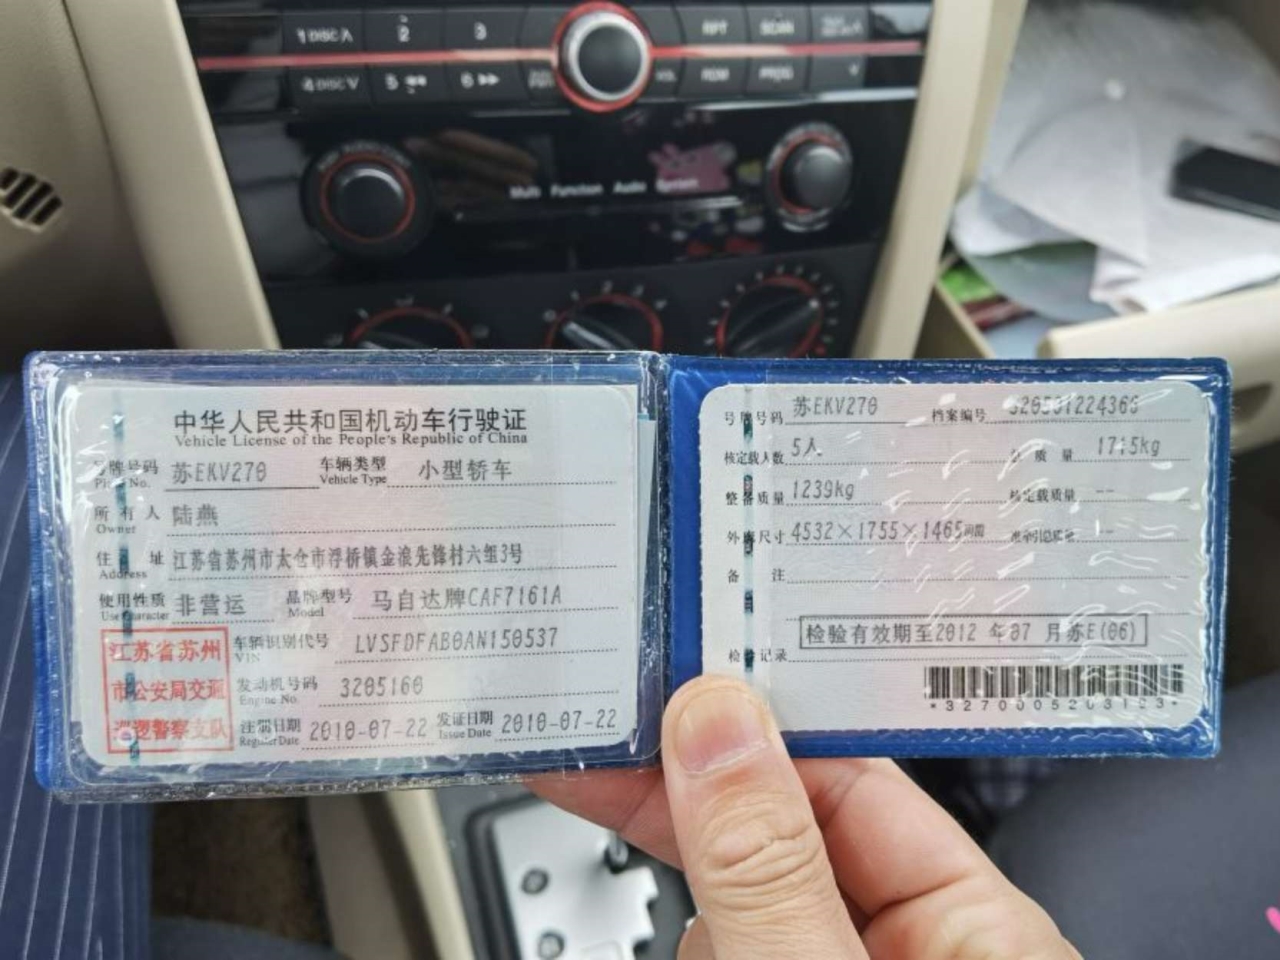 1 DISC∧ 2 3 RPT SCAN
4 DISC∨ 5 6 VOL PROG
Multi Function Audio System
中华人民共和国机动车行驶证
Vehicle License of the People's Republic of China
号牌号码 苏EKV270 车辆类型 小型轿车
Plate No. Vehicle Type
所有人 陆燕
Owner
住址 江苏省苏州市太仓市浮桥镇金浪先锋村六组3号
Address
使用性质 非营运 品牌型号 马自达牌CAF7161A
Use Character Model
江苏省苏州
市公安局交通
巡逻警察支队
车辆识别代号 LVSFDFAB0AN150537
VIN
发动机号码 3205160
Engine No.
注册日期 2010-07-22 发证日期 2010-07-22
Register Date Issue Date
号牌号码 苏EKV270 档案编号
核定载人数 5人 总质量 1715kg
整备质量 1239kg 核定载质量 --
外廓尺寸 4532×1755×1465 准牵引总质量 --
备注
检验有效期至2012 年07 月苏E(06)
检验记录